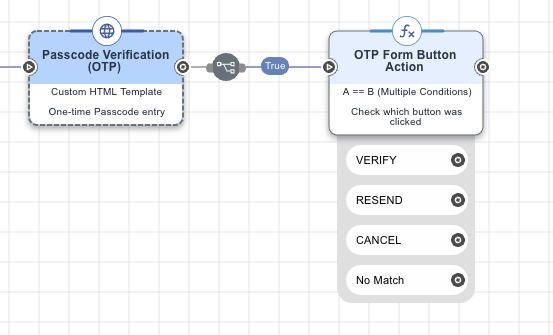 Passcode Verification
(OTP)
Custom HTML Template
One-time Passcode entry
True
fx
OTP Form Button
Action
A == B (Multiple Conditions)
Check which button was
clicked
VERIFY
RESEND
CANCEL
No Match